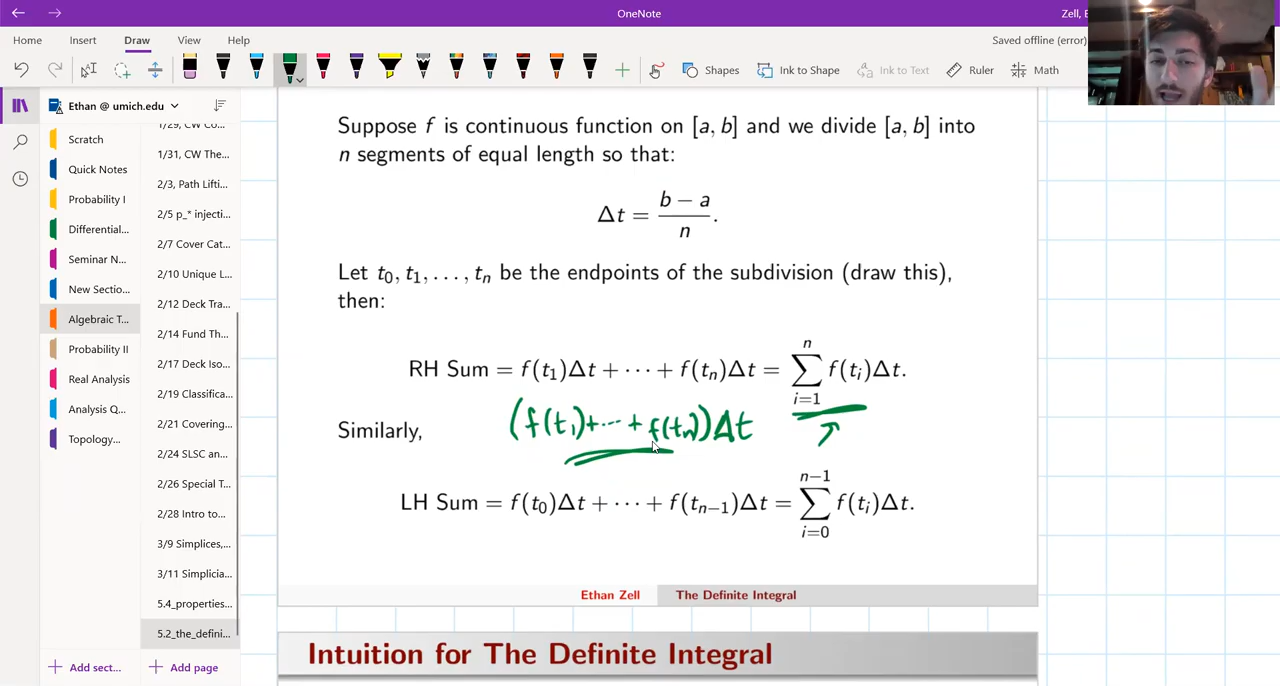 OneNote
Zell, E
Home Insert Draw View Help
Saved offline (error)
Shapes Ink to Shape Ink to Text Ruler Math
Ethan @ umich.edu
Scratch
Quick Notes
Probability I
Differential...
Seminar N...
New Sectio...
Algebraic T...
Probability II
Real Analysis
Analysis Q...
Topology...
Add sect...
1/29, CW Co...
1/31, CW The...
2/3, Path Lifti...
2/5 p_* injecti...
2/7 Cover Cat...
2/10 Unique L...
2/12 Deck Tra...
2/14 Fund Th...
2/17 Deck Iso...
2/19 Classifica...
2/21 Covering...
2/24 SLSC an...
2/26 Special T...
2/28 Intro to...
3/9 Simplices,...
3/11 Simplicia...
5.4_properties...
5.2_the_defini...
Add page
Suppose f is continuous function on [a, b] and we divide [a, b] into
n segments of equal length so that:
Δt = (b − a)/n.
Let t₀, t₁, . . . , tₙ be the endpoints of the subdivision (draw this),
then:
RH Sum = f(t₁)Δt + ··· + f(tₙ)Δt = ∑ᵢ₌₁ⁿ f(tᵢ)Δt.
(f(t₁)+···+f(tₙ))Δt
Similarly,
LH Sum = f(t₀)Δt + ··· + f(tₙ₋₁)Δt = ∑ᵢ₌₀ⁿ⁻¹ f(tᵢ)Δt.
Ethan Zell The Definite Integral
Intuition for The Definite Integral